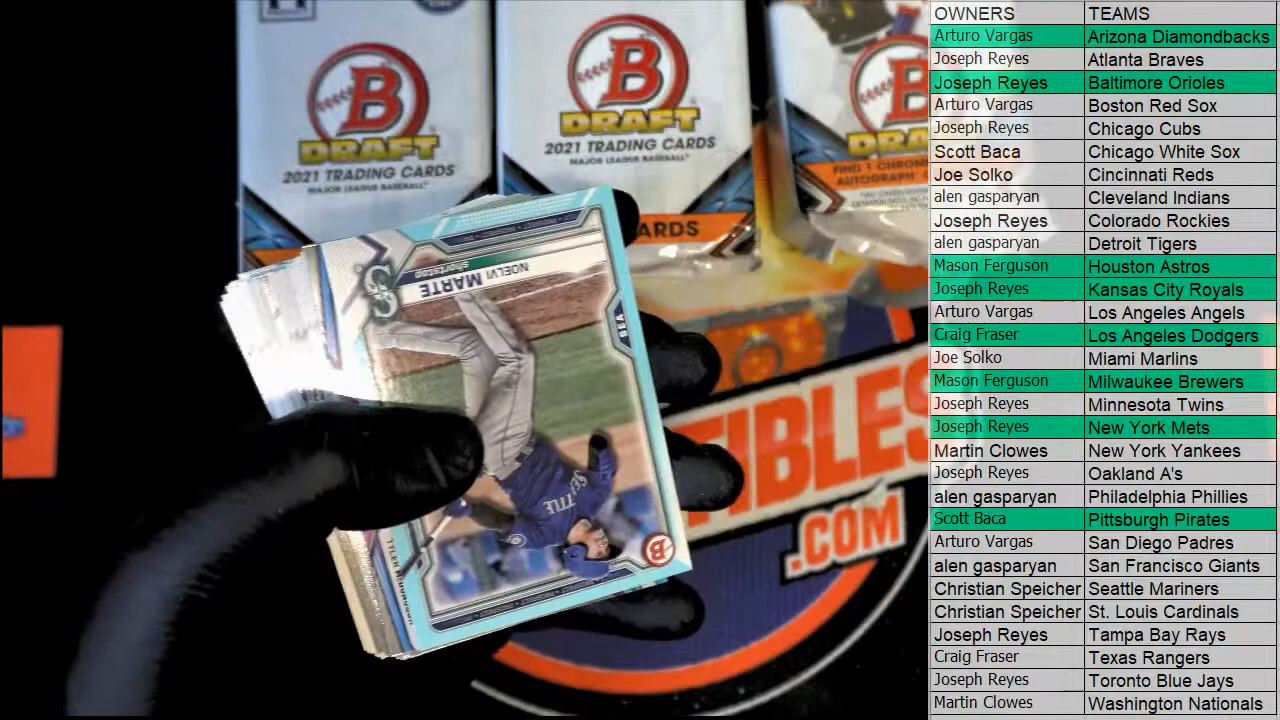 B
DRAFT
2021 TRADING CARDS
MAJOR LEAGUE BASEBALL
B
DRAFT
2021 TRADING CARDS
MAJOR LEAGUE BASEBALL
ARDS
B
DRAFT
FIND 1 CHROM
AUTOGRAPH
NOELVI MARTE
Shortstop
S
SEA
SEATTLE
B
TIBLES
.COM
OWNERS TEAMS
Arturo Vargas Arizona Diamondbacks
Joseph Reyes Atlanta Braves
Joseph Reyes Baltimore Orioles
Arturo Vargas Boston Red Sox
Joseph Reyes Chicago Cubs
Scott Baca Chicago White Sox
Joe Solko Cincinnati Reds
alen gasparyan Cleveland Indians
Joseph Reyes Colorado Rockies
alen gasparyan Detroit Tigers
Mason Ferguson Houston Astros
Joseph Reyes Kansas City Royals
Arturo Vargas Los Angeles Angels
Craig Fraser Los Angeles Dodgers
Joe Solko Miami Marlins
Mason Ferguson Milwaukee Brewers
Joseph Reyes Minnesota Twins
Joseph Reyes New York Mets
Martin Clowes New York Yankees
Joseph Reyes Oakland A's
alen gasparyan Philadelphia Phillies
Scott Baca Pittsburgh Pirates
Arturo Vargas San Diego Padres
alen gasparyan San Francisco Giants
Christian Speicher Seattle Mariners
Christian Speicher St. Louis Cardinals
Joseph Reyes Tampa Bay Rays
Craig Fraser Texas Rangers
Joseph Reyes Toronto Blue Jays
Martin Clowes Washington Nationals